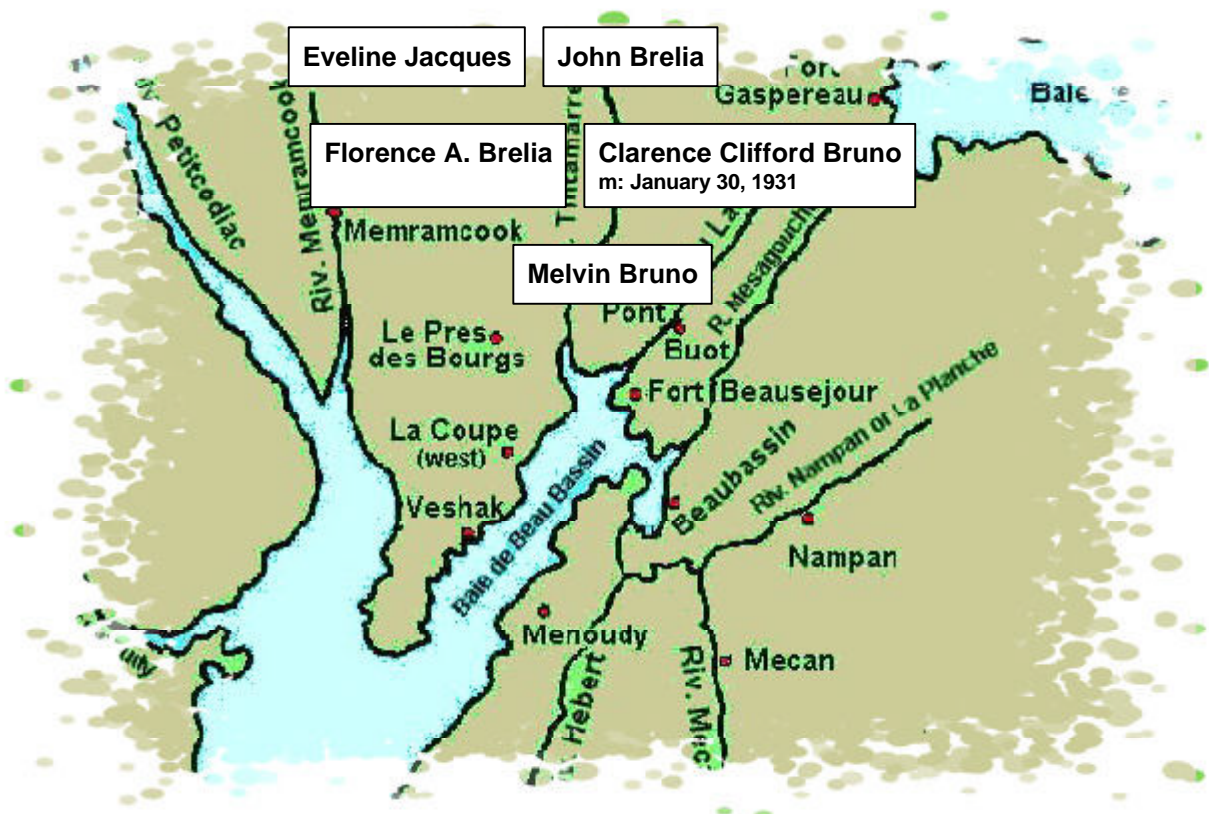 Eveline Jacques
John Brelia
Fort
Gaspereau
Baie
Petitcodiac
Riv. Memramcook
Florence A. Brelia
Clarence Clifford Bruno
m: January 30, 1931
Memramcook
Melvin Bruno
R. Mesagouche
Pont
Buot
Le Pres
des Bourgs
Fort Beausejour
La Coupe
(west)
Beaubassin
Riv. Nampan or La Planche
Veshak
Baie de Beau Bassin
Nampan
Menoudy
Mecan
Hebert
Riv. Mec